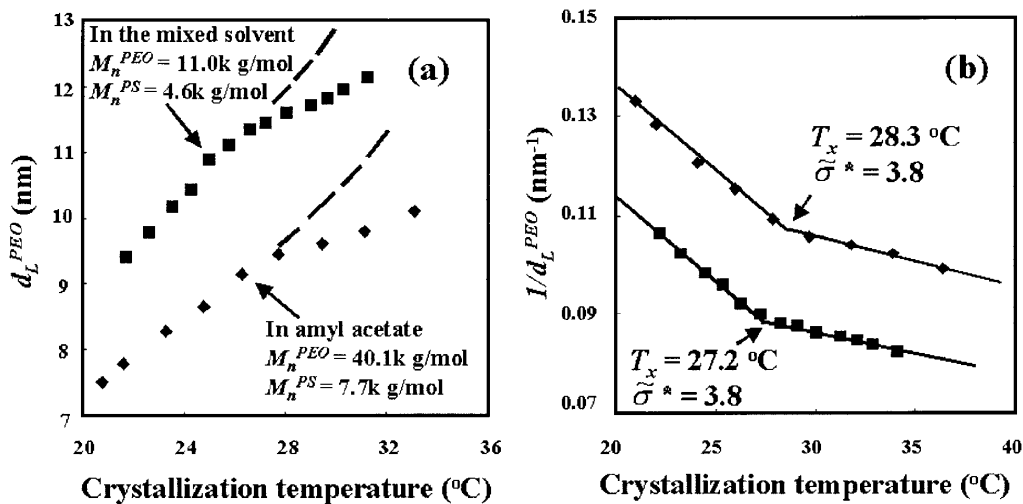 13
12
11
10
9
8
7
d_L^PEO (nm)
In the mixed solvent
M_n^PEO = 11.0k g/mol
M_n^PS = 4.6k g/mol
(a)
In amyl acetate
M_n^PEO = 40.1k g/mol
M_n^PS = 7.7k g/mol
20 24 28 32 36
Crystallization temperature (°C)
0.15
0.13
0.11
0.09
0.07
1/d_L^PEO (nm⁻¹)
(b)
T_x = 28.3 °C
σ̃ * = 3.8
T_x = 27.2 °C
σ̃ * = 3.8
20 25 30 35 40
Crystallization temperature (°C)